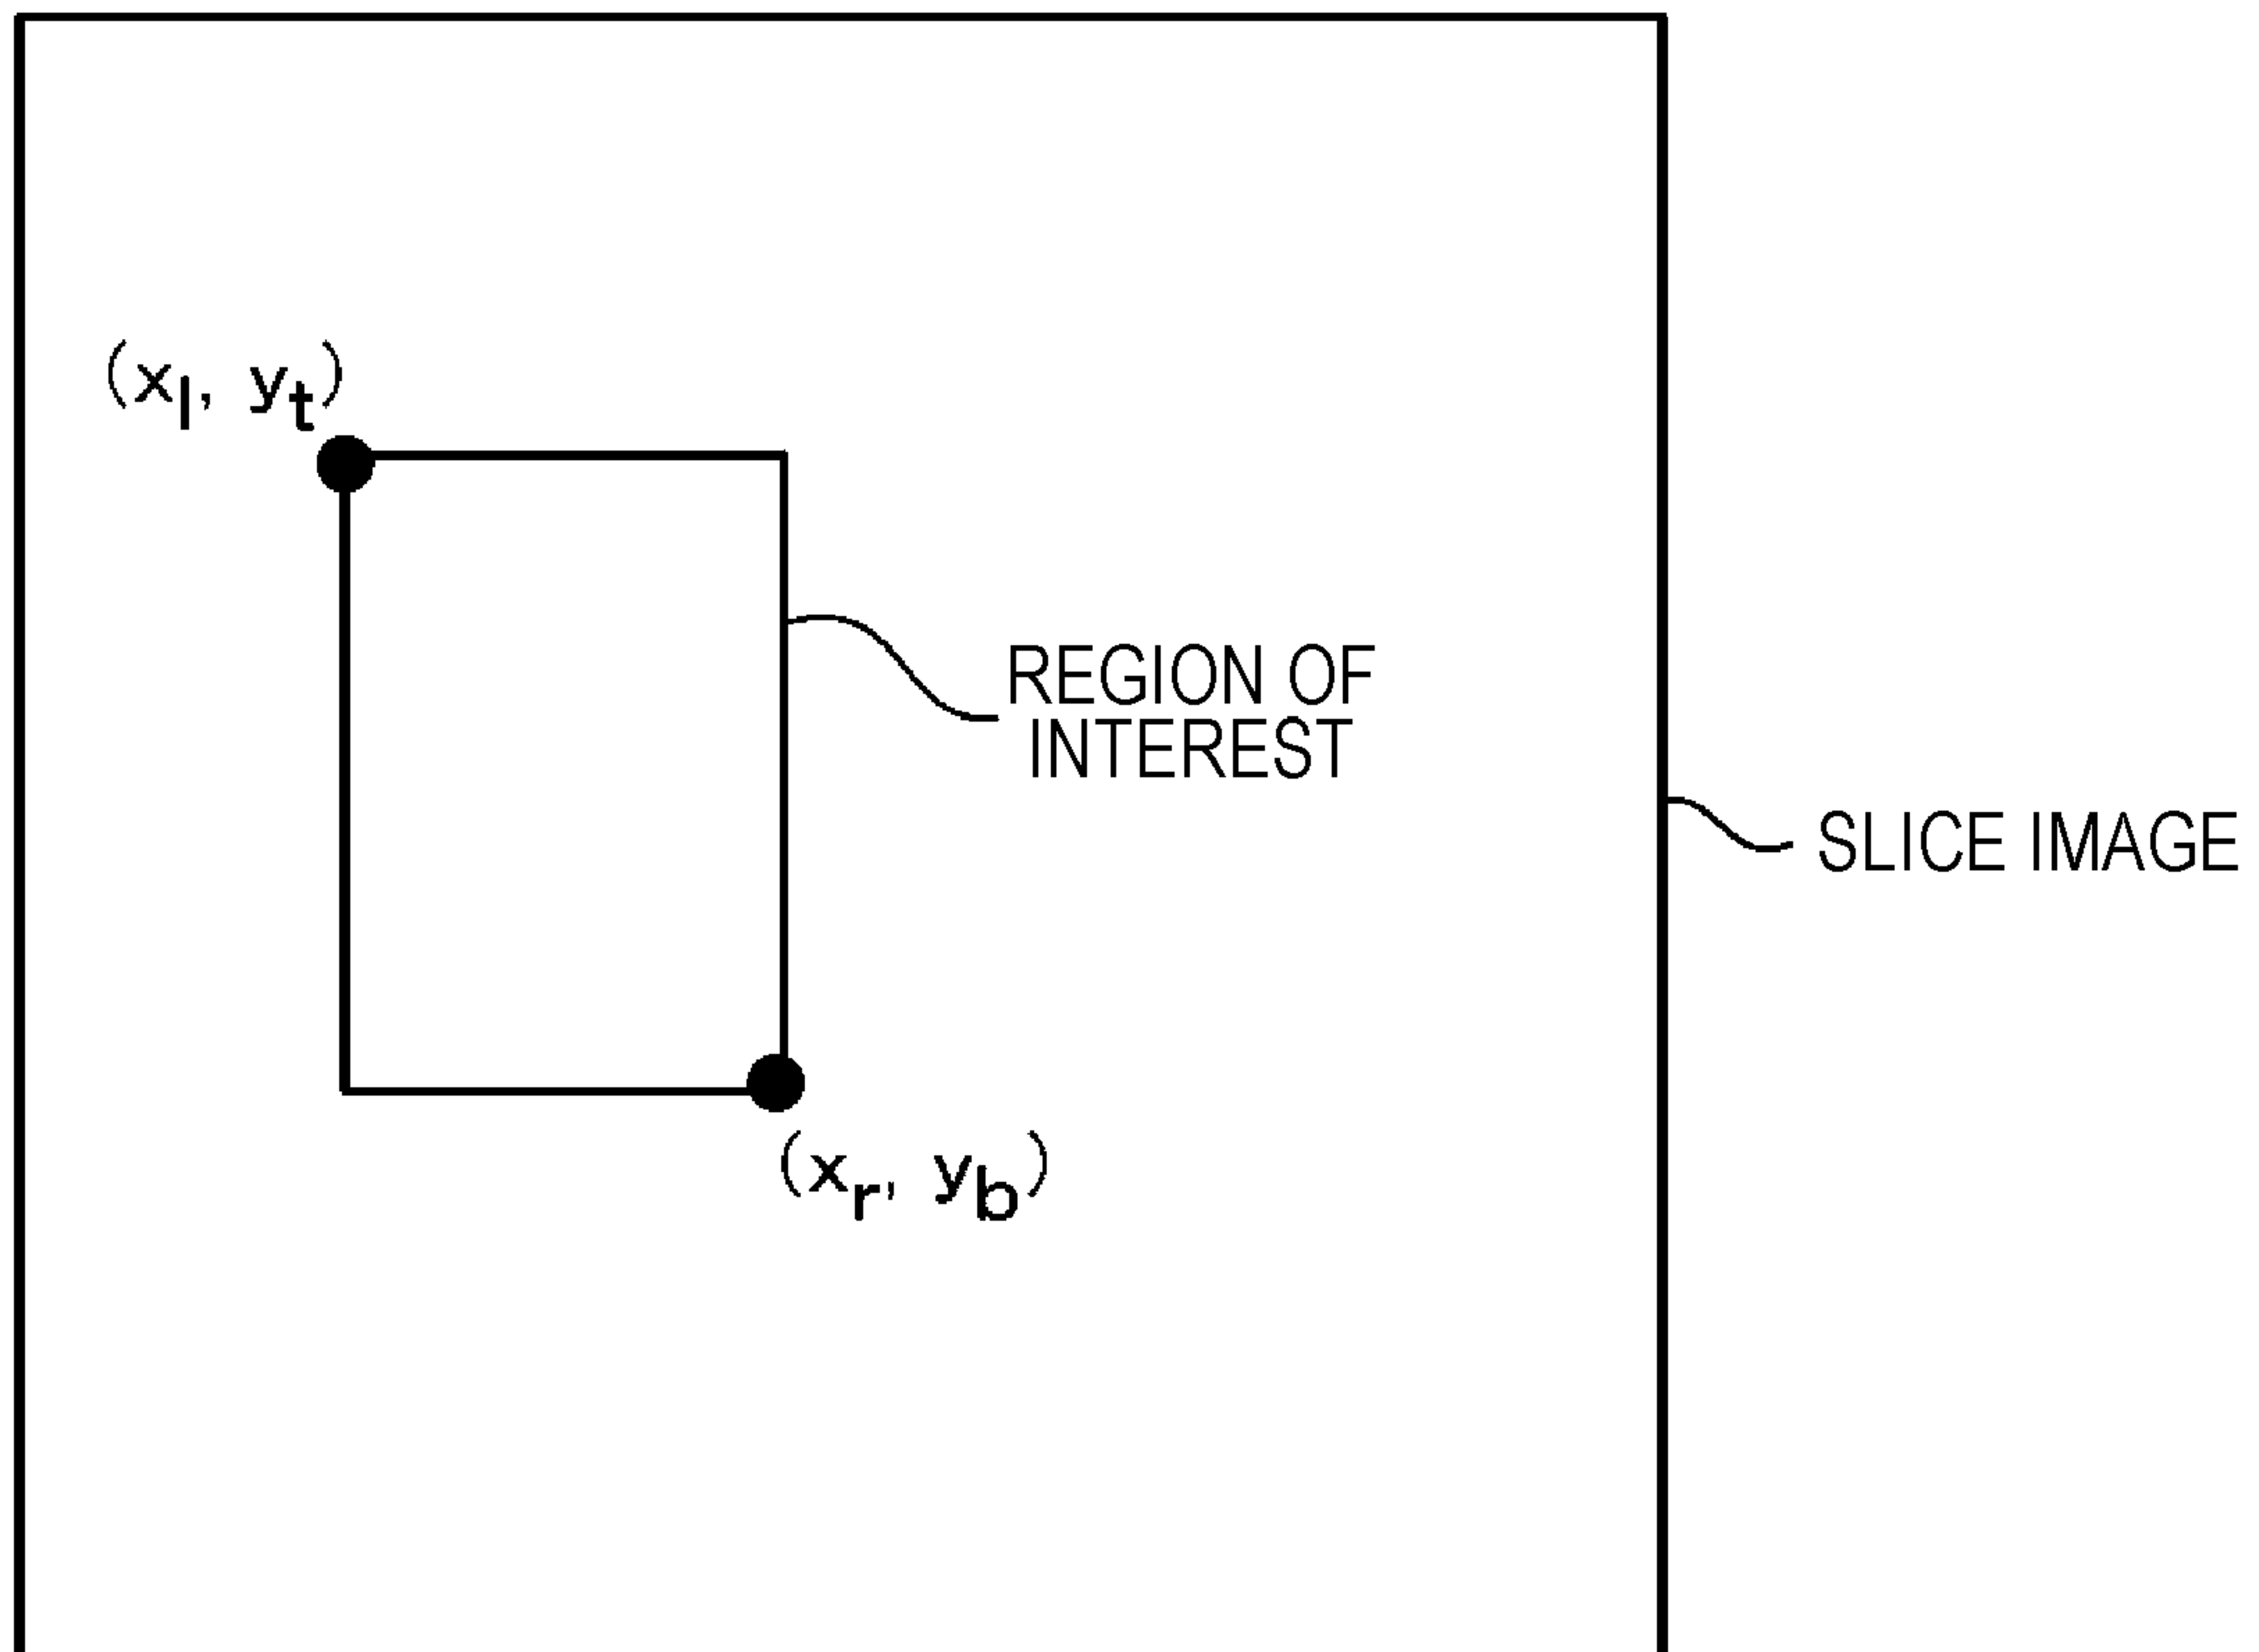 (xl, yt)
REGION OF
INTEREST
SLICE IMAGE
(xr, yb)